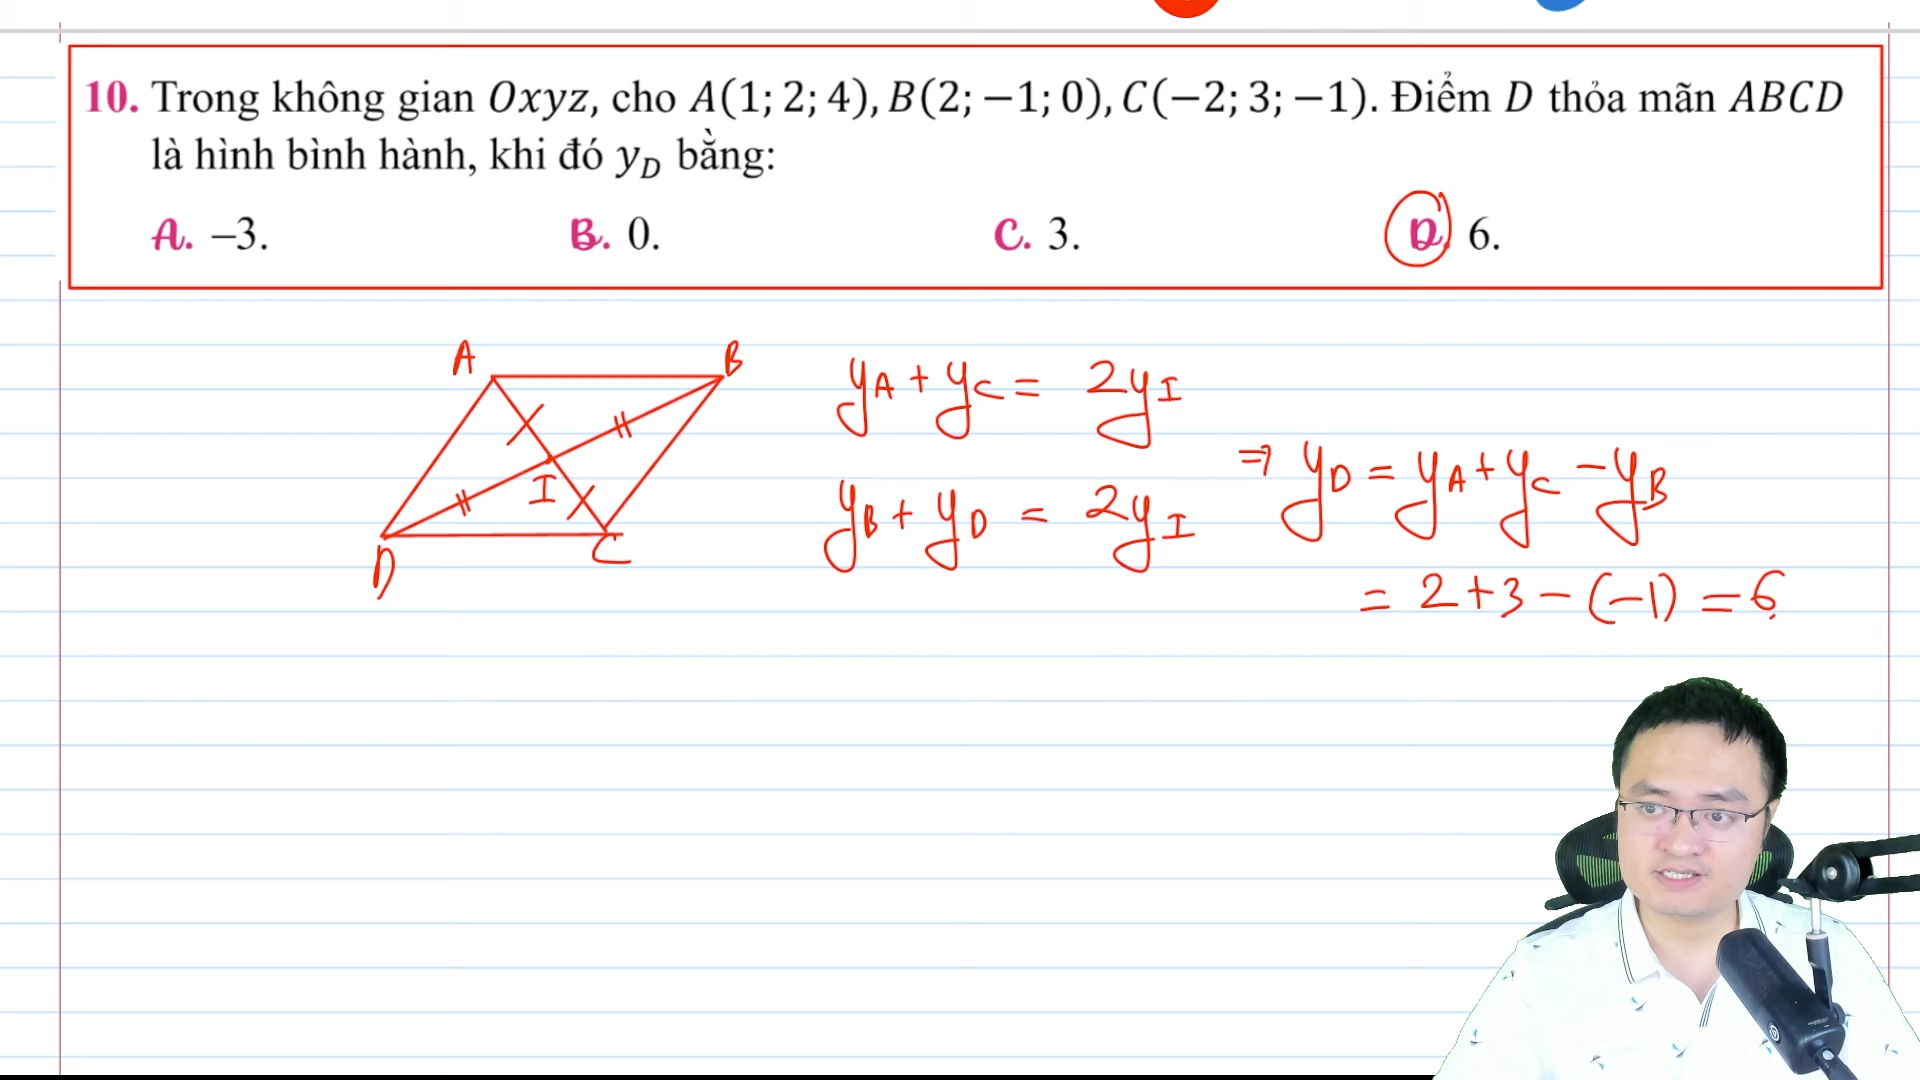 10. Trong không gian Oxyz, cho A(1; 2; 4), B(2; −1; 0), C(−2; 3; −1). Điểm D thỏa mãn ABCD
là hình bình hành, khi đó y_D bằng:
A. −3. B. 0. C. 3. D. 6.
A B
I
D C
y_A + y_C = 2y_I
y_B + y_D = 2y_I
⇒ y_D = y_A + y_C − y_B
= 2 + 3 − (−1) = 6